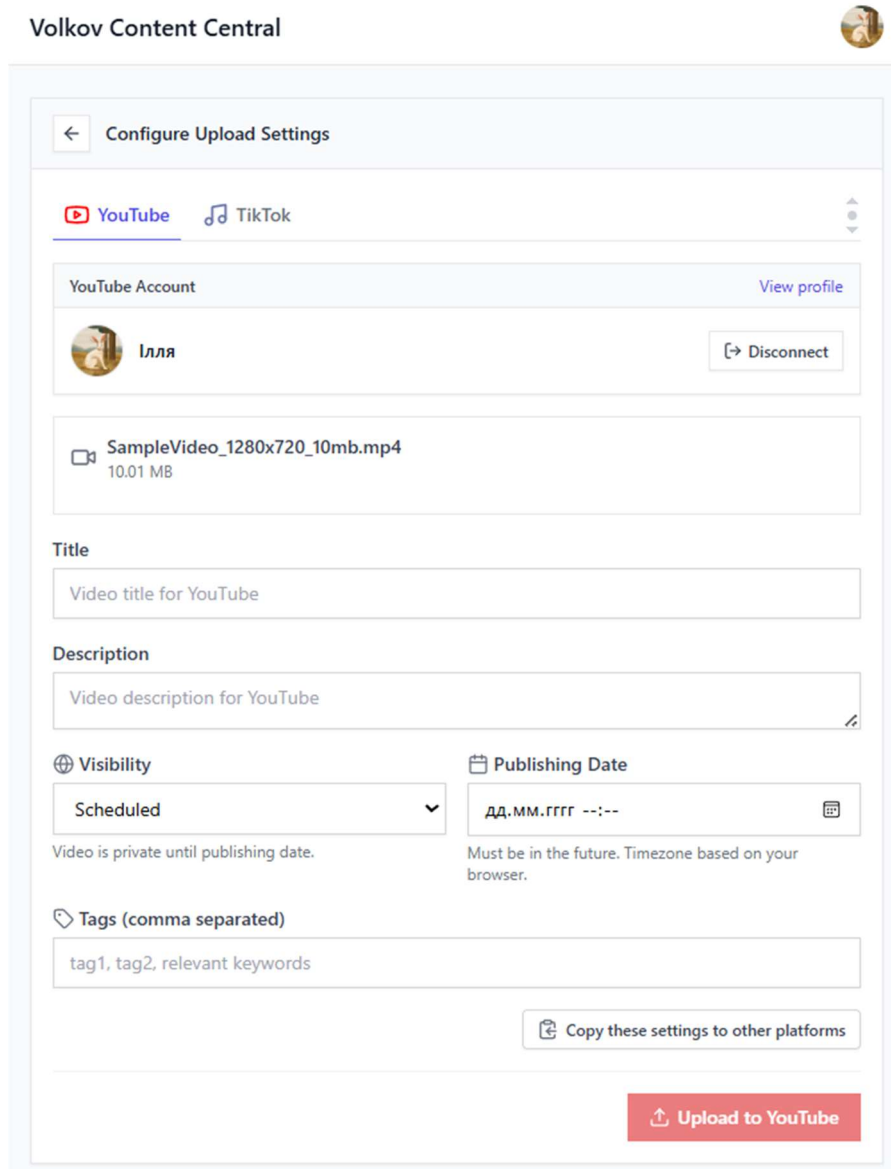 Volkov Content Central
Configure Upload Settings
YouTube TikTok
YouTube Account View profile
Ілля Disconnect
SampleVideo_1280x720_10mb.mp4
10.01 MB
Title
Video title for YouTube
Description
Video description for YouTube
Visibility Publishing Date
Scheduled дд.мм.гггг --:--
Video is private until publishing date. Must be in the future. Timezone based on your
browser.
Tags (comma separated)
tag1, tag2, relevant keywords
Copy these settings to other platforms
Upload to YouTube